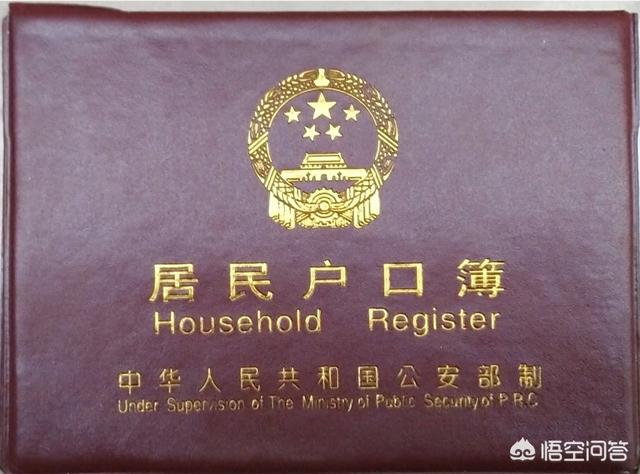 居民户口簿
Household Register
中华人民共和国公安部制
Under Supervision of The Ministry of Public Security of P.R.C
悟空问答